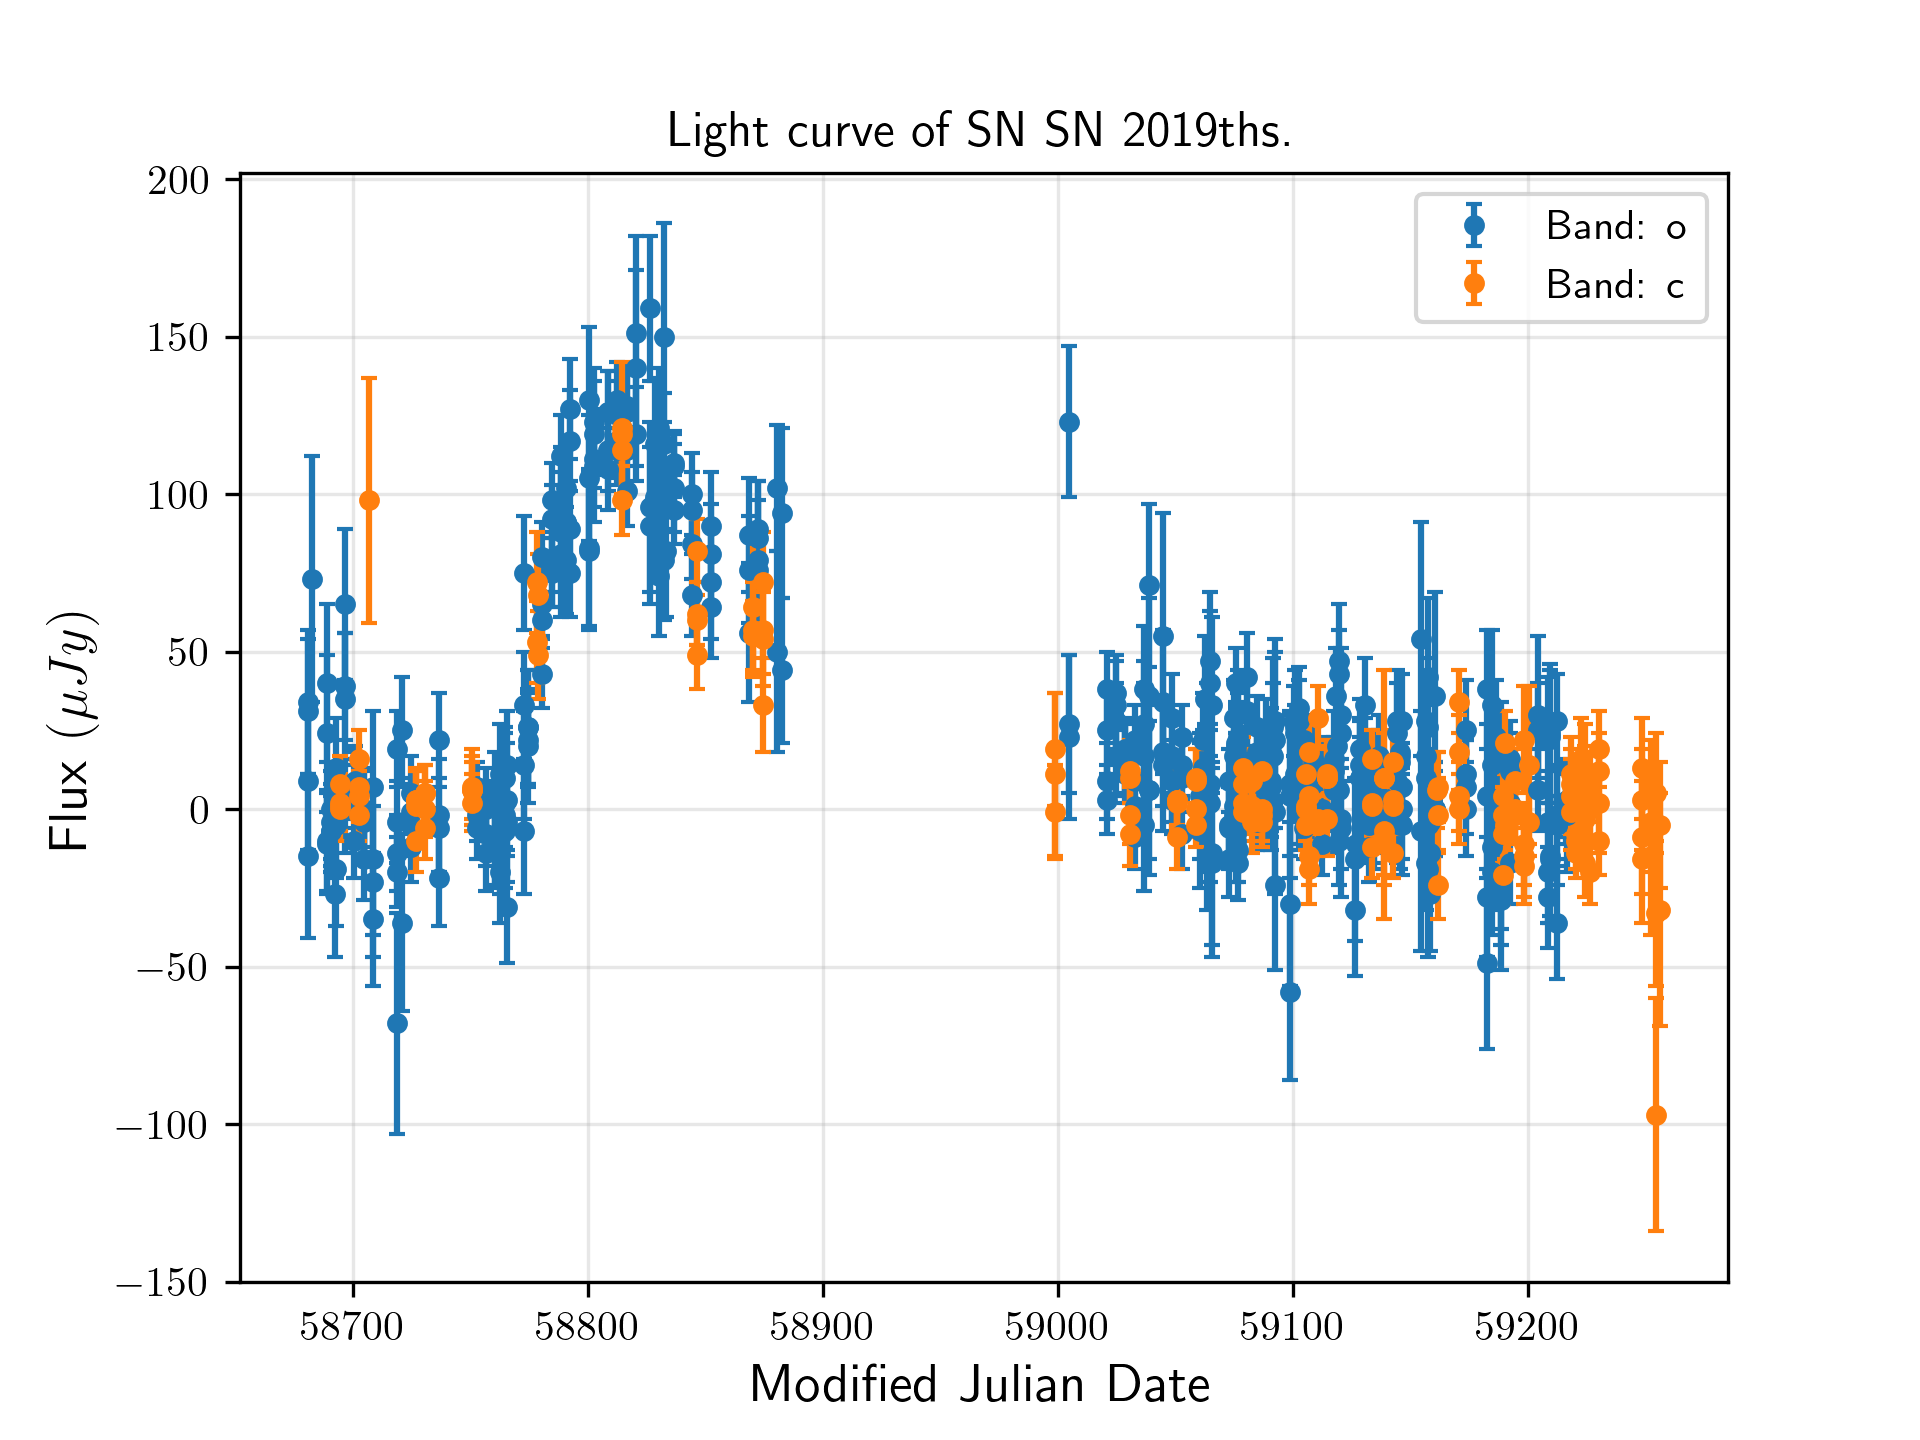 Light curve of SN SN 2019ths.
200
150
100
50
0
−50
−100
−150
Flux (μJy)
Band: o
Band: c
58700 58800 58900 59000 59100 59200
Modified Julian Date